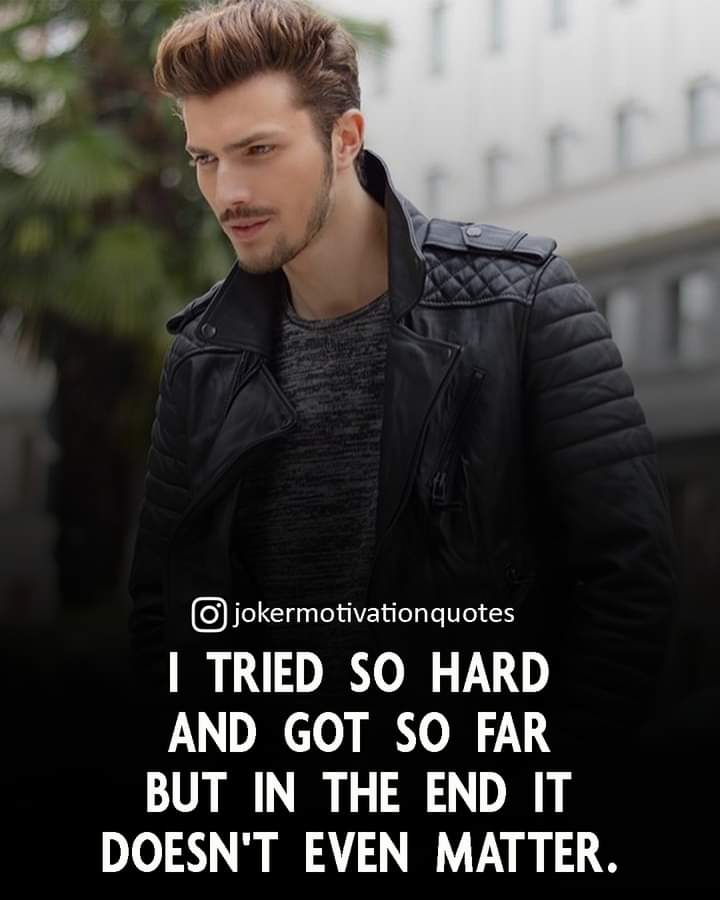 jokermotivationquotes
I TRIED SO HARD
AND GOT SO FAR
BUT IN THE END IT
DOESN'T EVEN MATTER.